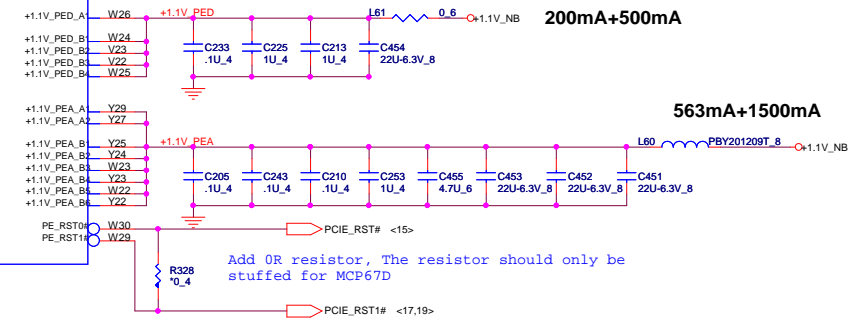 +1.1V_PED_A1 W26 +1.1V_PED L61 0_6 +1.1V_NB 200mA+500mA
+1.1V_PED_B1 W24
+1.1V_PED_B2 V23
+1.1V_PED_B3 V22
+1.1V_PED_B4 W25
C233 C225 C213 C454
.1U_4 1U_4 1U_4 22U-6.3V_8
+1.1V_PEA_A1 Y29
+1.1V_PEA_A2 Y27
563mA+1500mA
+1.1V_PEA_B1 Y25 +1.1V_PEA L60 PBY201209T_8 +1.1V_NB
+1.1V_PEA_B2 Y24
+1.1V_PEA_B3 W23
+1.1V_PEA_B4 Y23
+1.1V_PEA_B5 W22
+1.1V_PEA_B6 Y22
C205 C243 C210 C253 C455 C453 C452 C451
.1U_4 .1U_4 .1U_4 1U_4 4.7U_6 22U-6.3V_8 22U-6.3V_8 22U-6.3V_8
PE_RST0# W30 PCIE_RST# <15>
PE_RST1# W29
Add 0R resistor, The resistor should only be
stuffed for MCP67D
R328
*0_4
PCIE_RST1# <17,19>